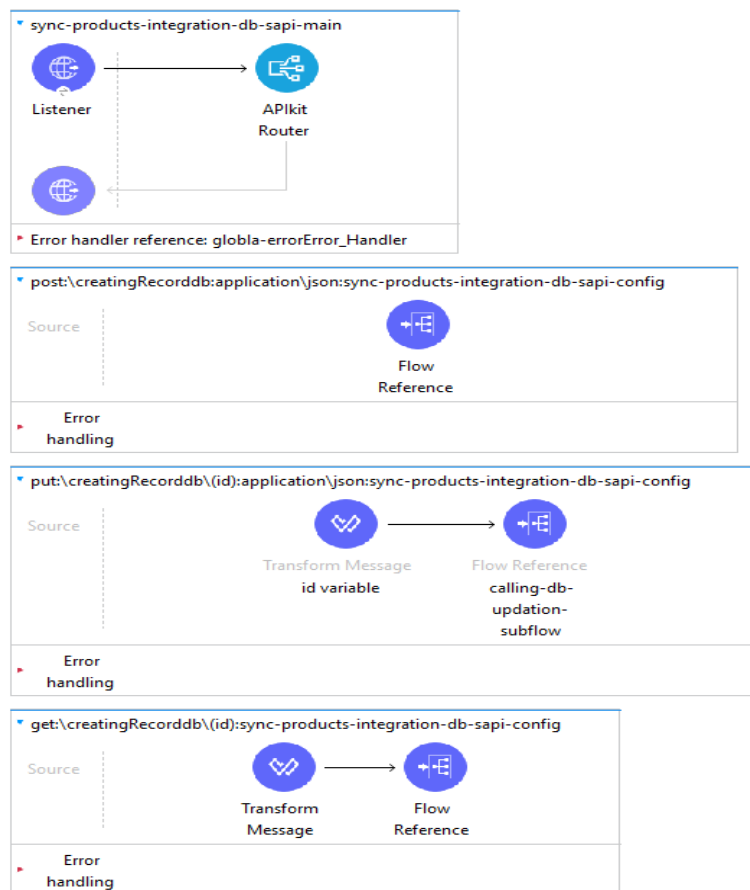 sync-products-integration-db-sapi-main
Listener
APIkit
Router
Error handler reference: globla-errorError_Handler
post:\creatingRecorddb:application\json:sync-products-integration-db-sapi-config
Source
Flow
Reference
Error
handling
put:\creatingRecorddb\(id):application\json:sync-products-integration-db-sapi-config
Source
Transform Message
Flow Reference
id variable
calling-db-
updation-
subflow
Error
handling
get:\creatingRecorddb\(id):sync-products-integration-db-sapi-config
Source
Transform
Message
Flow
Reference
Error
handling